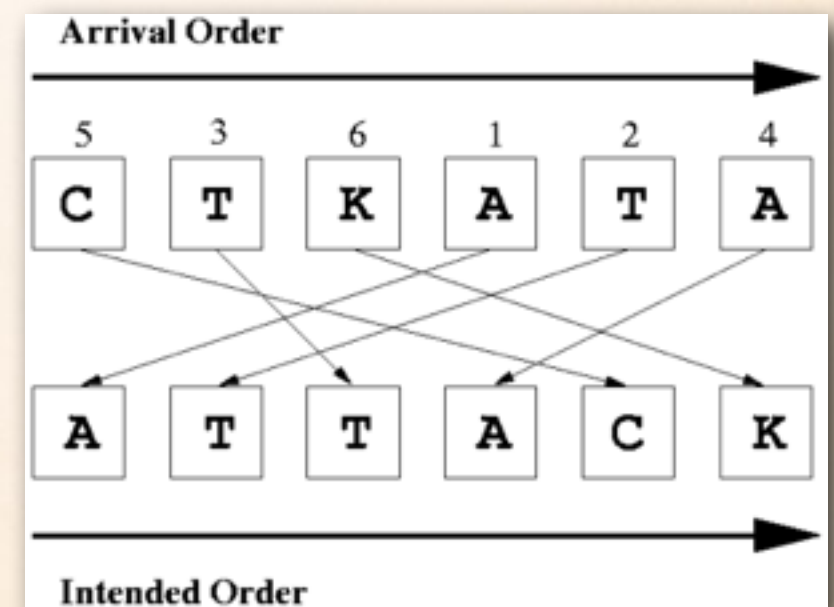 Arrival Order
5 3 6 1 2 4
C T K A T A
A T T A C K
Intended Order